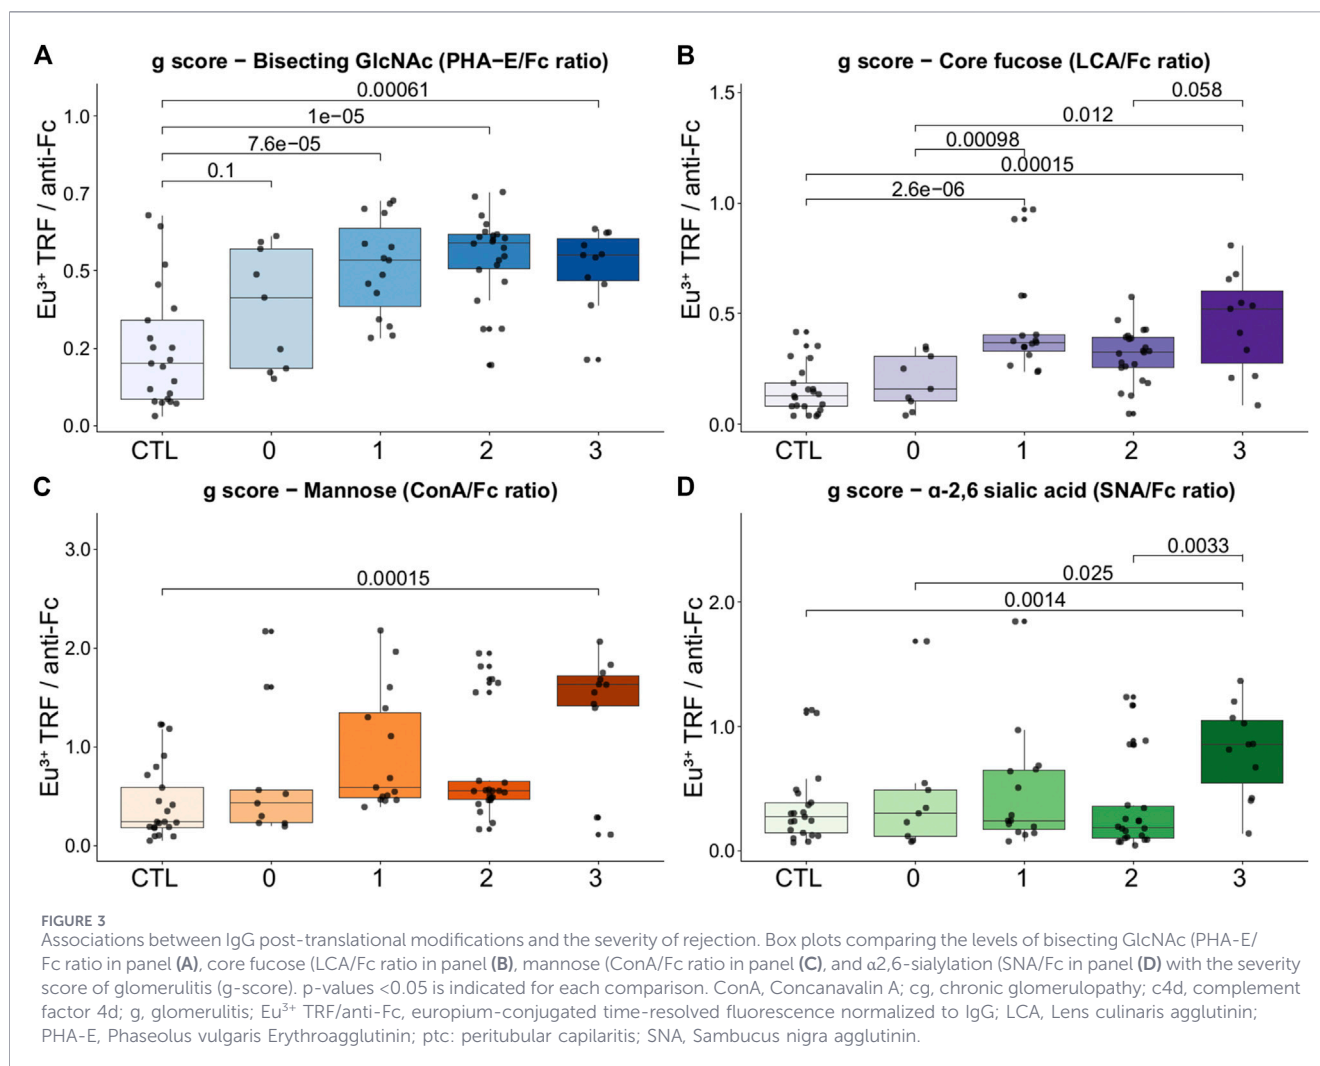 A
g score – Bisecting GlcNAc (PHA−E/Fc ratio)
Eu³⁺ TRF / anti-Fc
1.0
0.7
0.5
0.2
0.0
0.00061
1e−05
7.6e−05
0.1
CTL 0 1 2 3
B
g score – Core fucose (LCA/Fc ratio)
Eu³⁺ TRF / anti-Fc
1.5
1.0
0.5
0.0
0.058
0.012
0.00098
0.00015
2.6e−06
CTL 0 1 2 3
C
g score – Mannose (ConA/Fc ratio)
Eu³⁺ TRF / anti-Fc
3.0
2.0
1.0
0.0
0.00015
CTL 0 1 2 3
D
g score – α-2,6 sialic acid (SNA/Fc ratio)
Eu³⁺ TRF / anti-Fc
2.0
1.0
0.0
0.0033
0.025
0.0014
CTL 0 1 2 3
FIGURE 3
Associations between IgG post-translational modifications and the severity of rejection. Box plots comparing the levels of bisecting GlcNAc (PHA-E/
Fc ratio in panel (A), core fucose (LCA/Fc ratio in panel (B), mannose (ConA/Fc ratio in panel (C), and α2,6-sialylation (SNA/Fc in panel (D) with the severity
score of glomerulitis (g-score). p-values <0.05 is indicated for each comparison. ConA, Concanavalin A; cg, chronic glomerulopathy; c4d, complement
factor 4d; g, glomerulitis; Eu³⁺ TRF/anti-Fc, europium-conjugated time-resolved fluorescence normalized to IgG; LCA, Lens culinaris agglutinin;
PHA-E, Phaseolus vulgaris Erythroagglutinin; ptc: peritubular capilaritis; SNA, Sambucus nigra agglutinin.